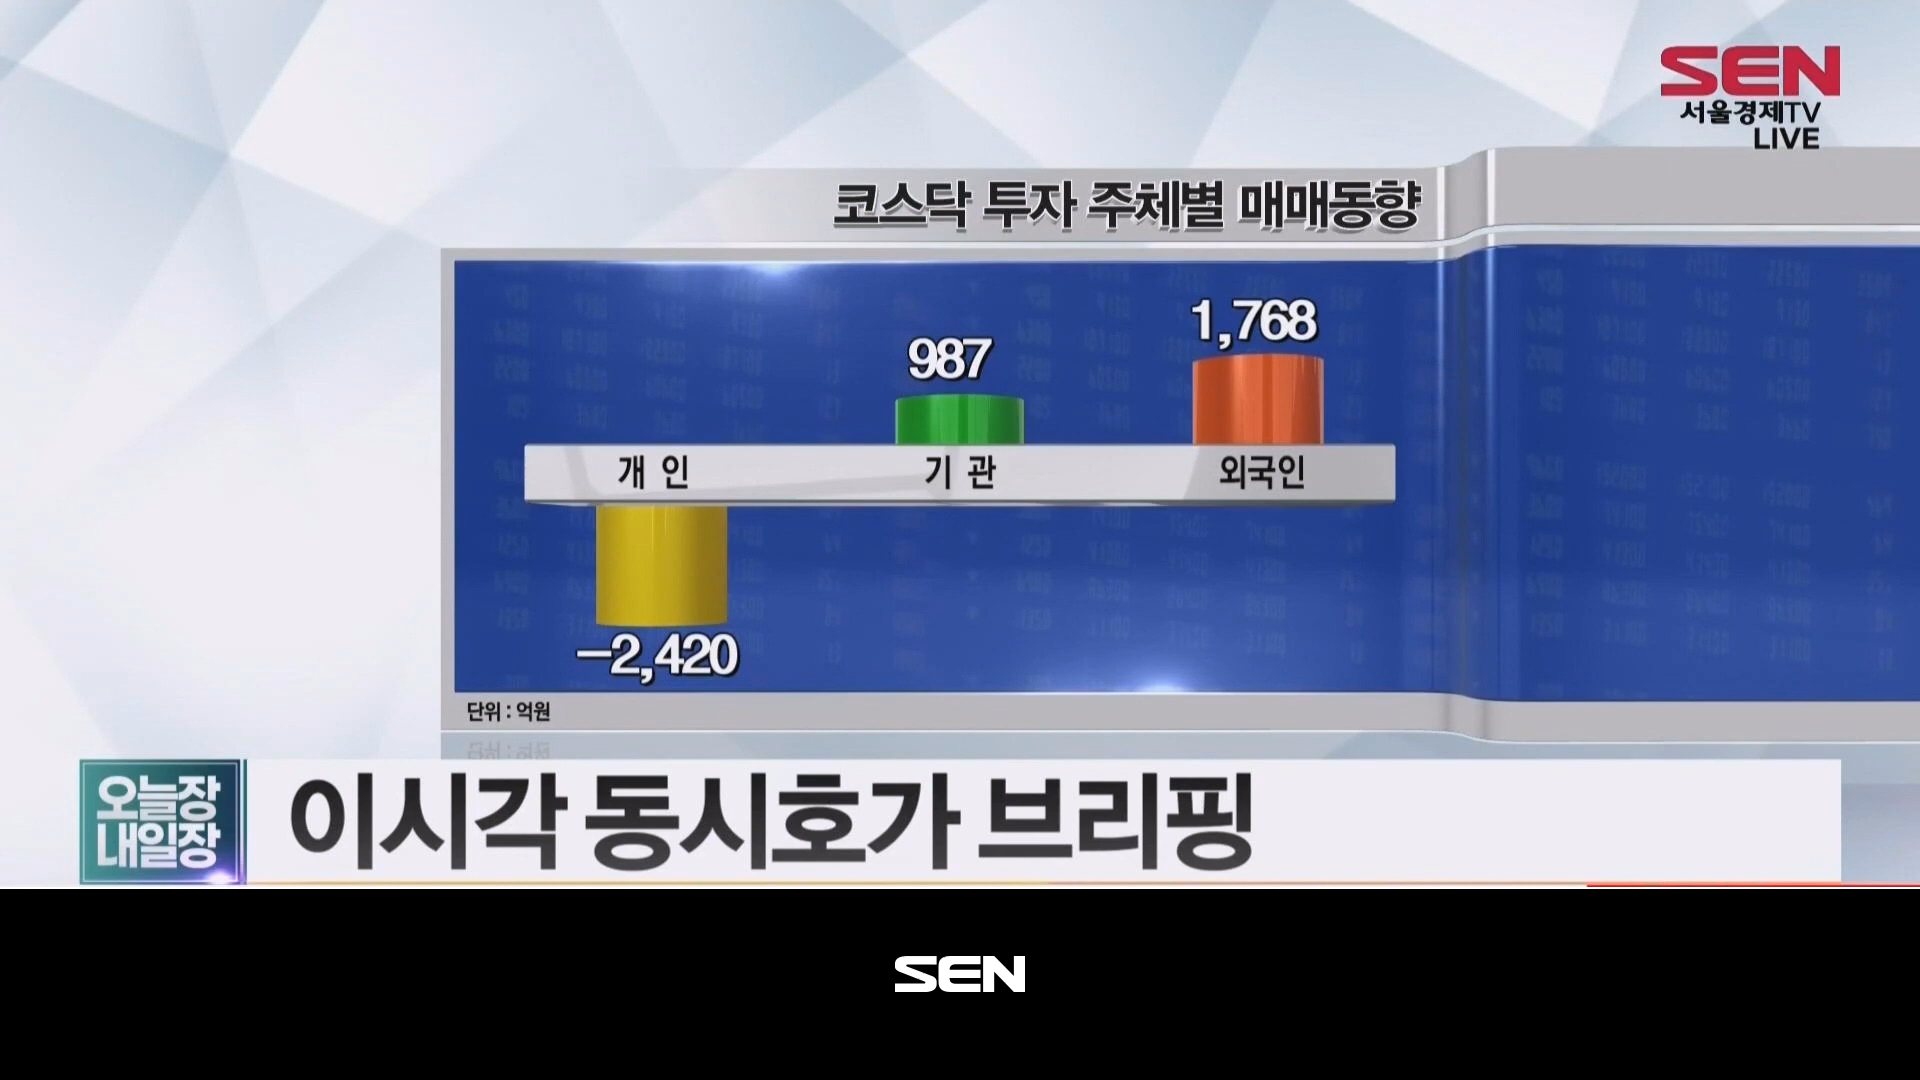 SEN
서울경제TV
LIVE
코스닥 투자 주체별 매매동향
1,768
987
개 인
기 관
외국인
-2,420
단위 : 억원
오늘장
내일장
이시각 동시호가 브리핑
SEN